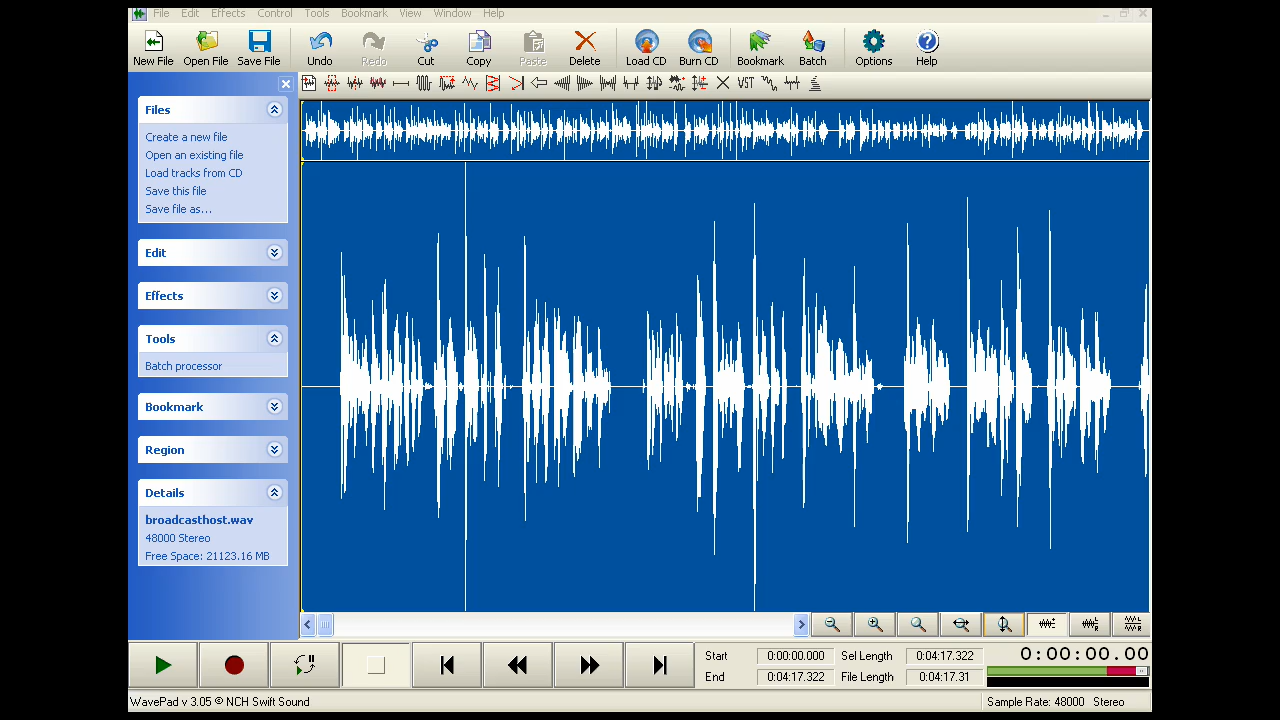 File Edit Effects Control Tools Bookmark View Window Help
New File Open File Save File Undo Redo Cut Copy Paste Delete Load CD Burn CD Bookmark Batch Options Help
VST
Files
Create a new file
Open an existing file
Load tracks from CD
Save this file
Save file as...
Edit
Effects
Tools
Batch processor
Bookmark
Region
Details
broadcasthost.wav
48000 Stereo
Free Space: 21123.16 MB
Start 0:00:00.000 Sel Length 0:04:17.322 0:00:00.00
End 0:04:17.322 File Length 0:04:17.31
WavePad v 3.05 © NCH Swift Sound Sample Rate: 48000 Stereo